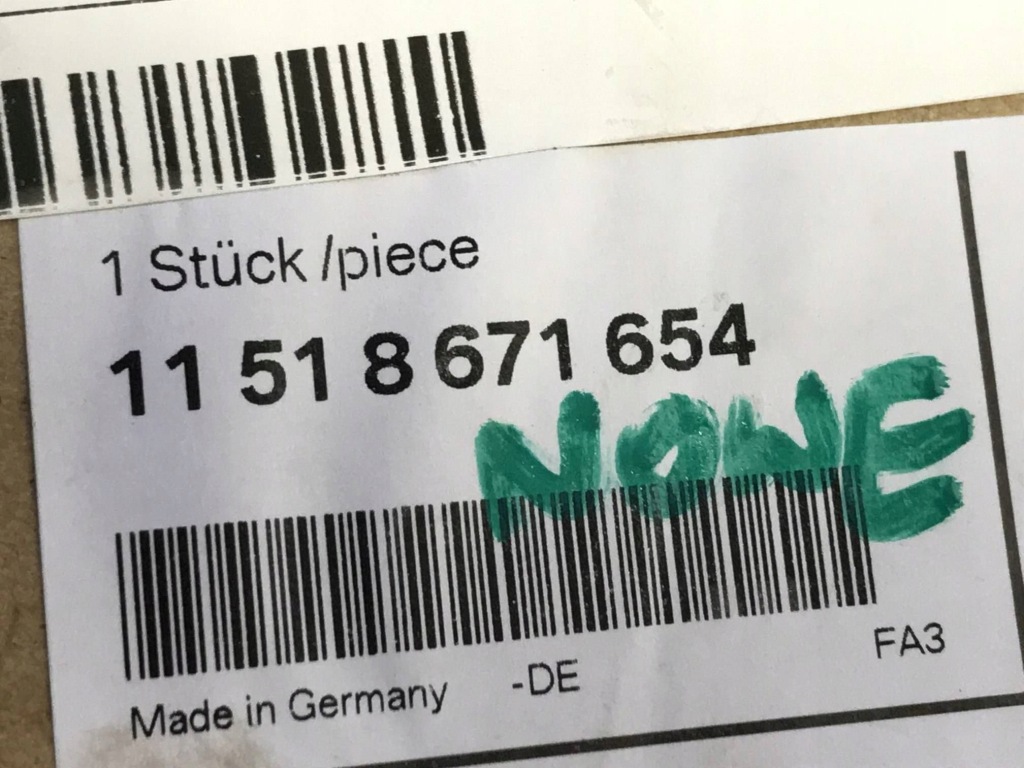 1 Stück /piece
11 51 8 671 654
NONE
Made in Germany -DE FA3